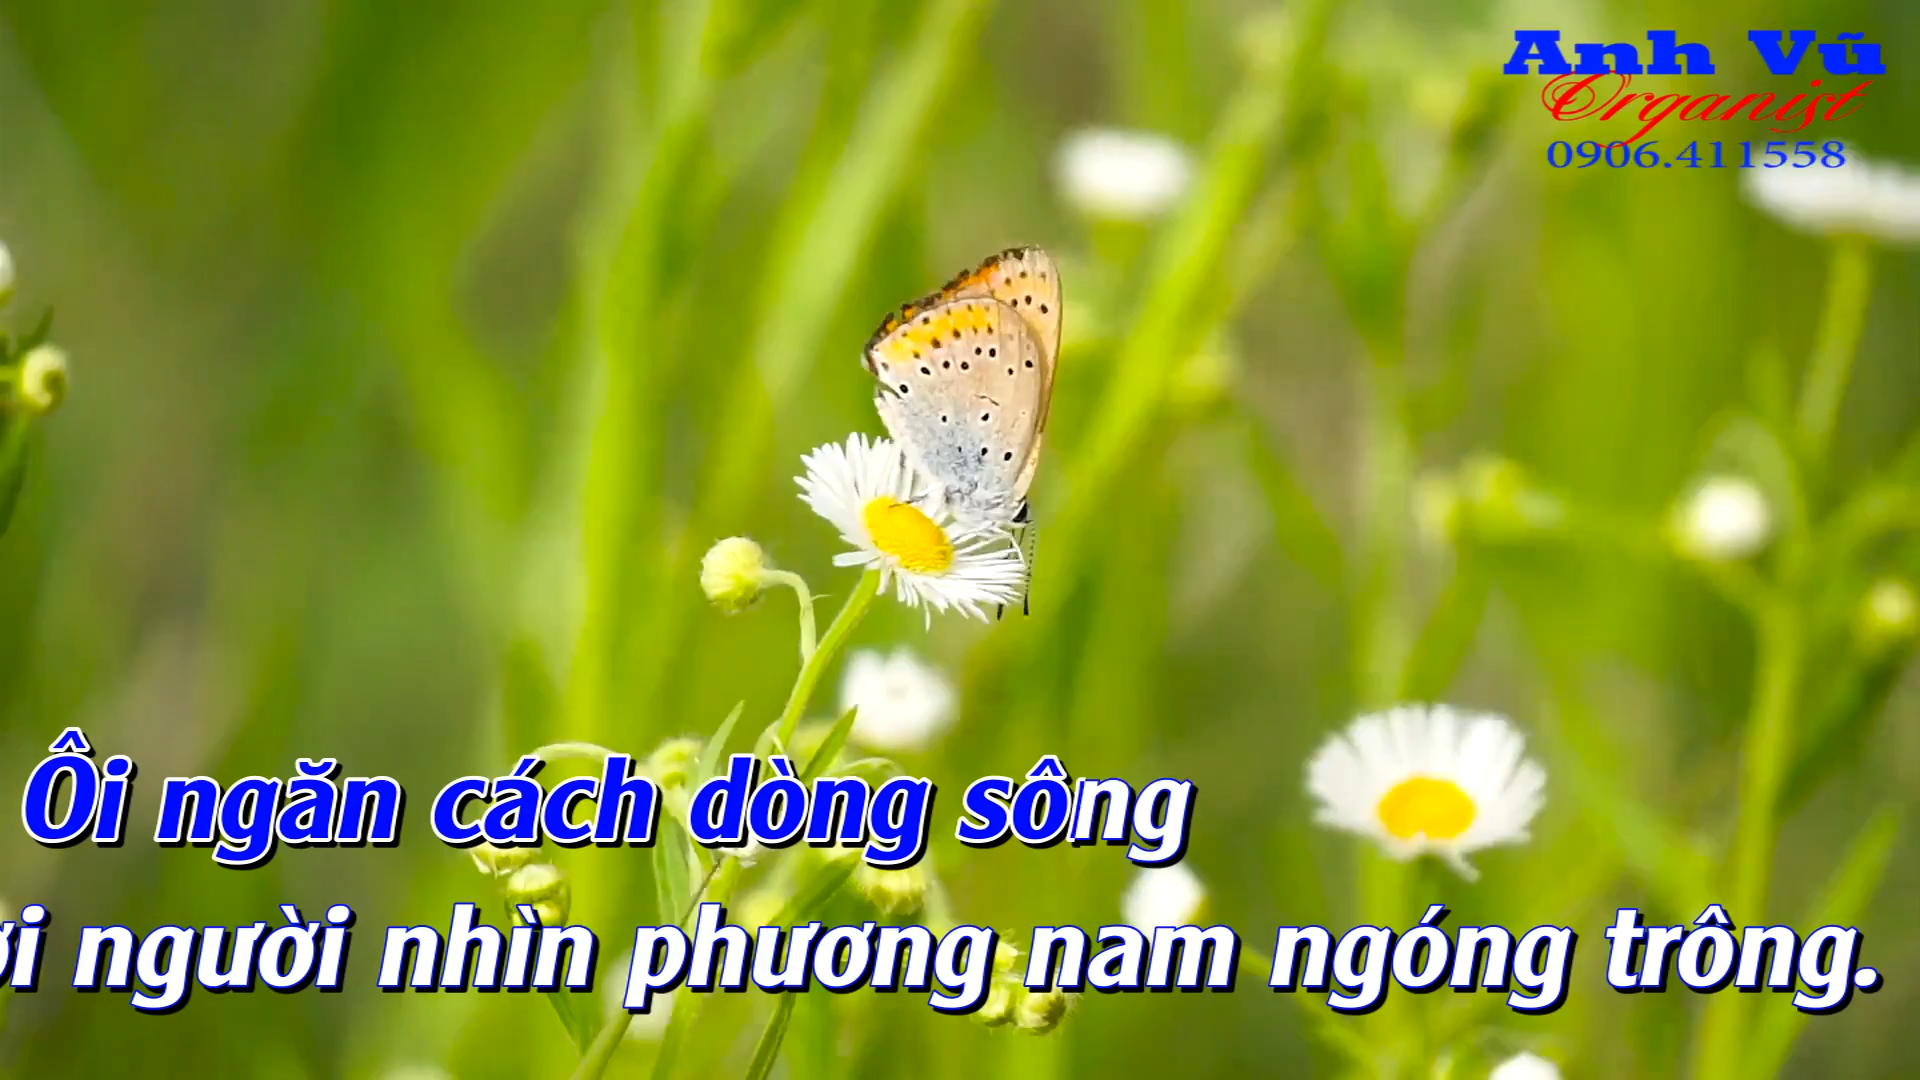 Anh Vũ
Organist
0906.411558
Ôi ngăn cách dòng sông
người nhìn phương nam ngóng trông.